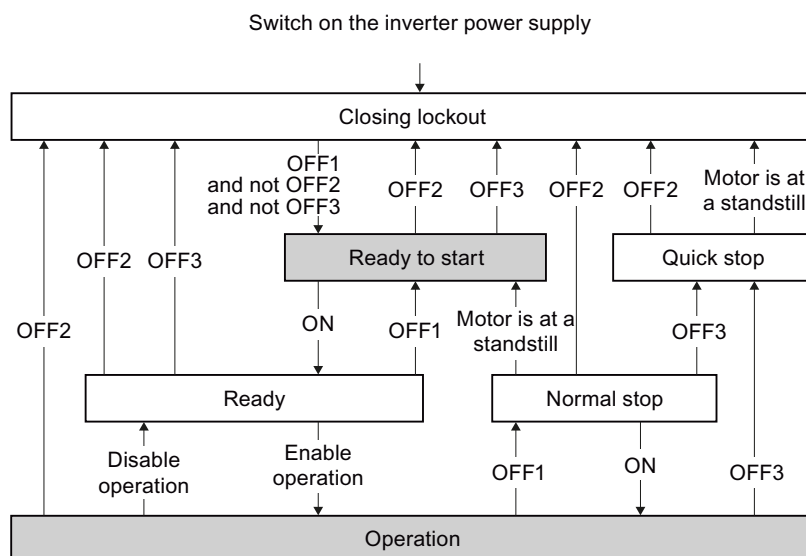 Switch on the inverter power supply
Closing lockout
OFF1
and not OFF2
and not OFF3
OFF2
OFF3
OFF2
OFF2
Motor is at
a standstill
Ready to start
Quick stop
OFF2
OFF3
OFF2
ON
OFF1
Motor is at a
standstill
OFF3
Ready
Normal stop
Disable
operation
Enable
operation
OFF1
ON
OFF3
Operation